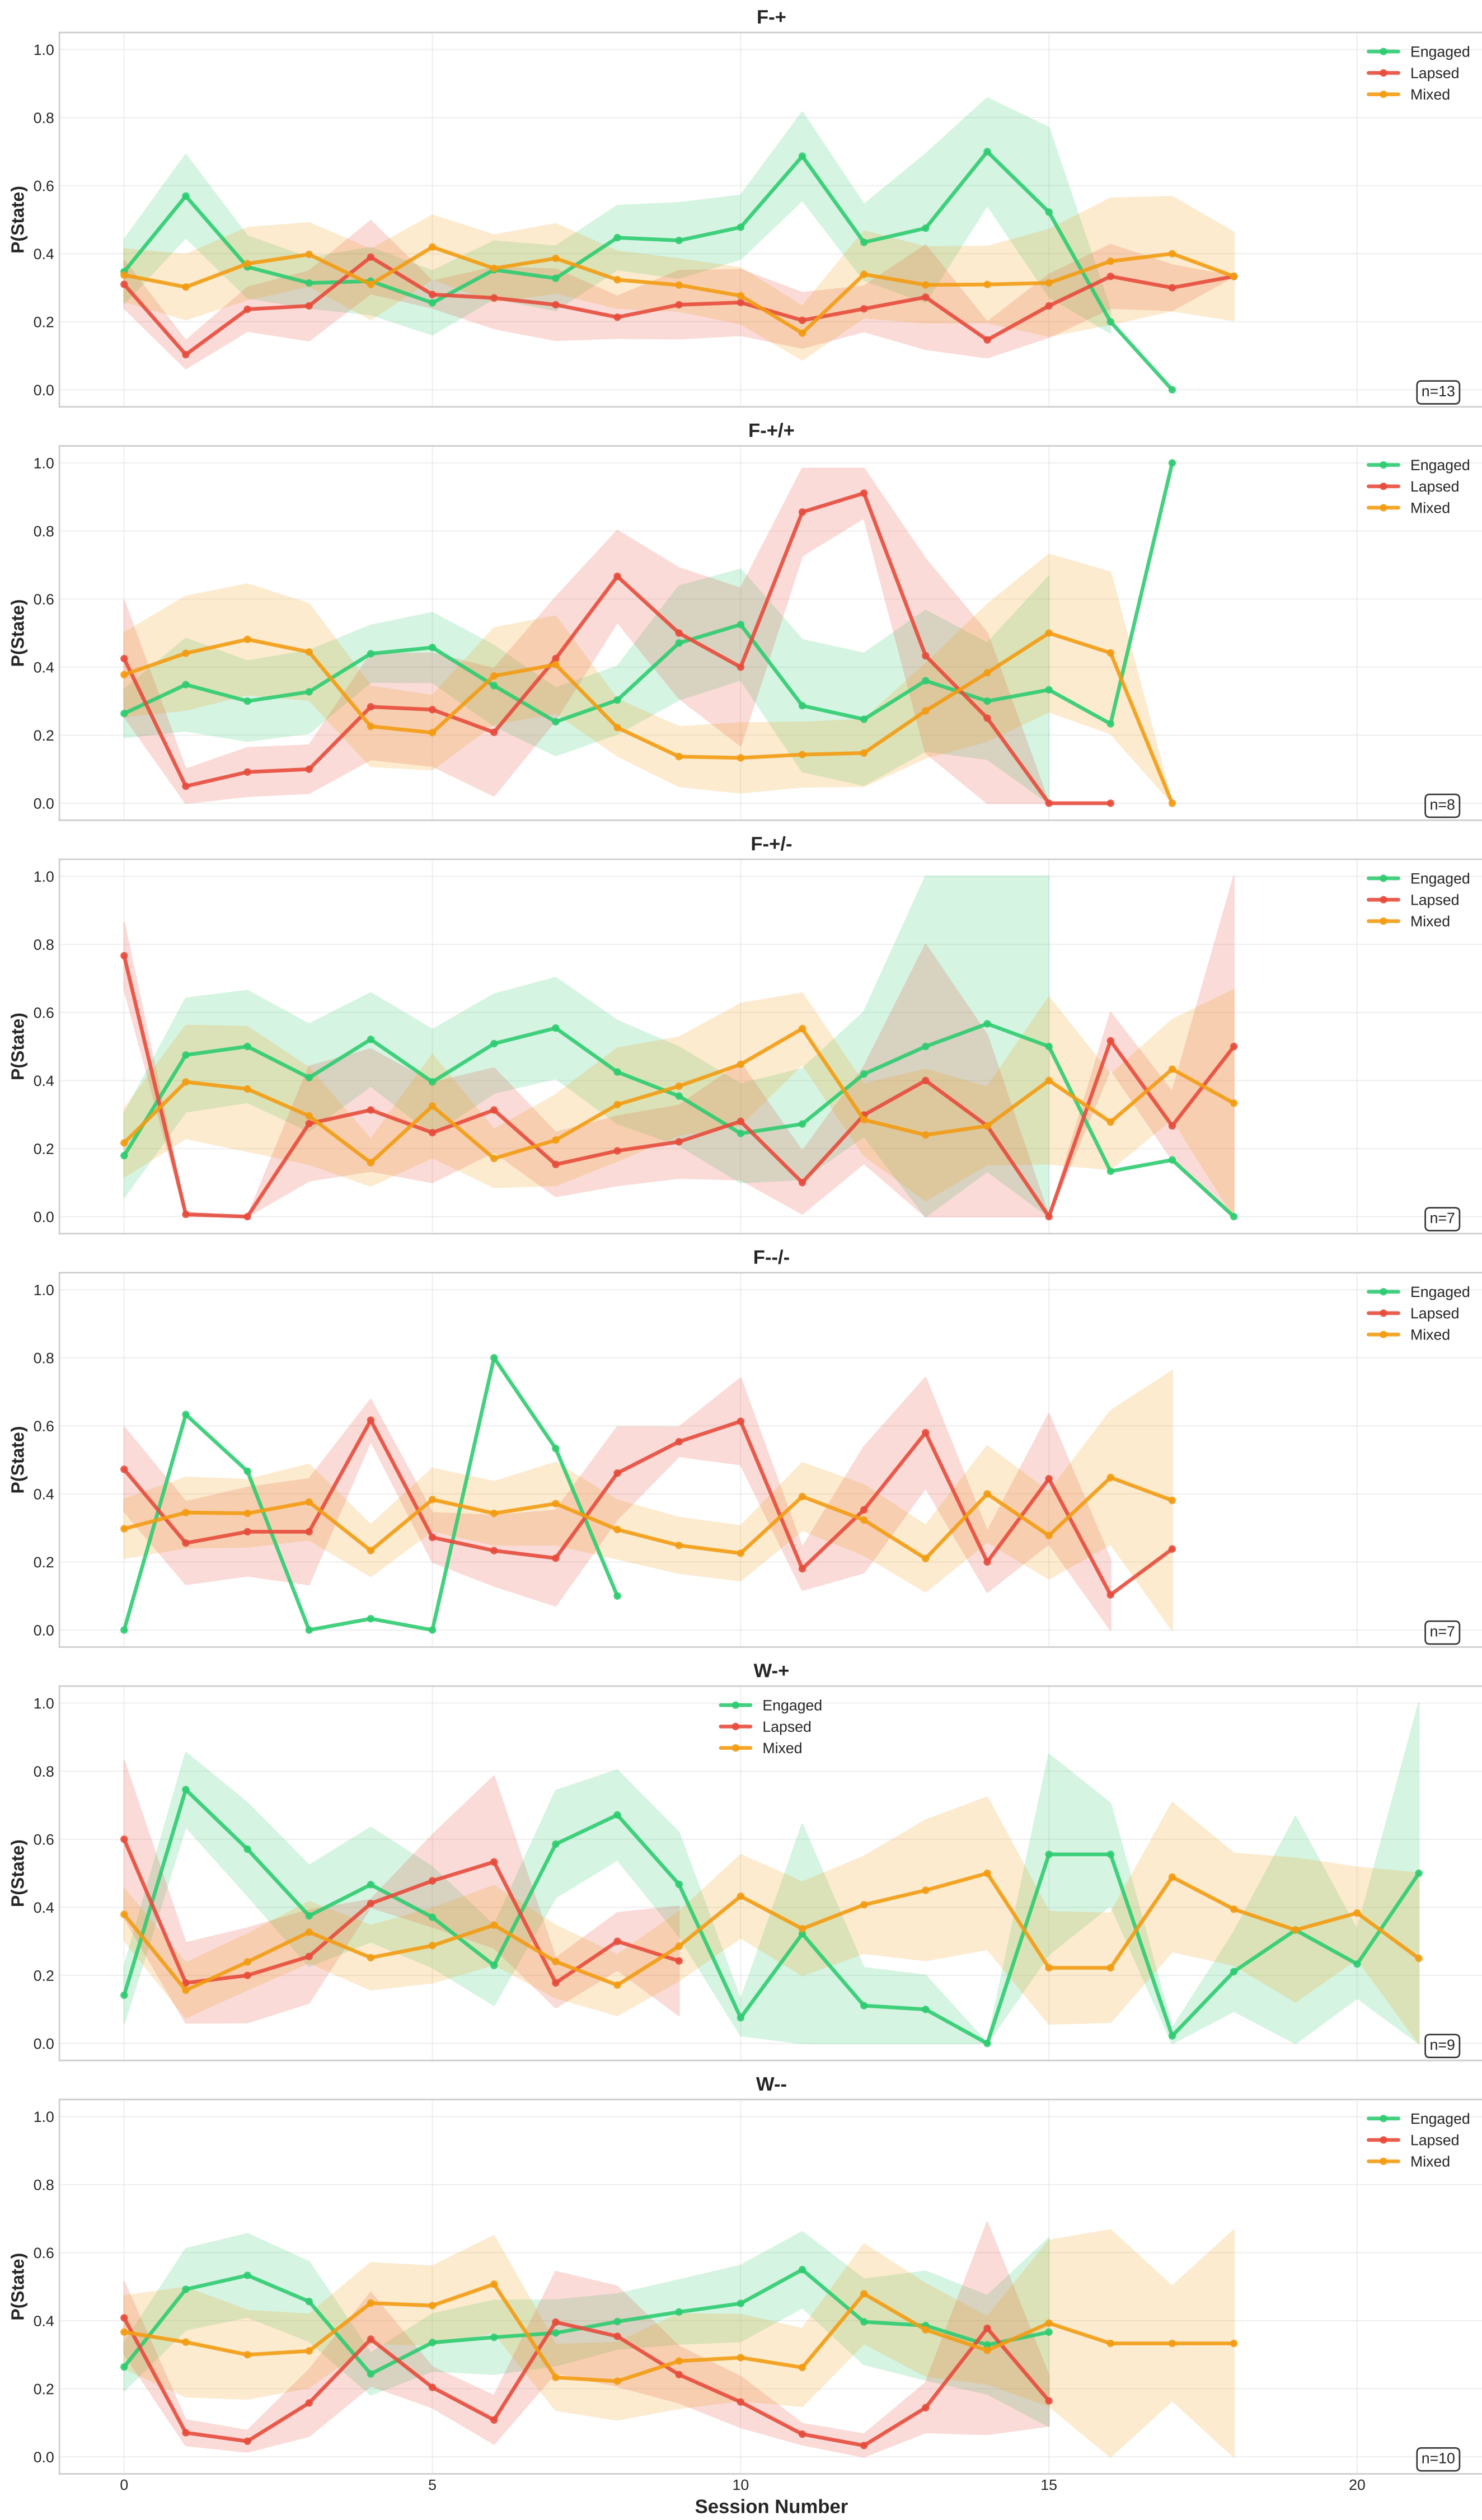 F-+
P(State)
1.0
0.8
0.6
0.4
0.2
0.0
Engaged
Lapsed
Mixed
n=13
F-+/+
P(State)
1.0
0.8
0.6
0.4
0.2
0.0
Engaged
Lapsed
Mixed
n=8
F-+/-
P(State)
1.0
0.8
0.6
0.4
0.2
0.0
Engaged
Lapsed
Mixed
n=7
F--/-
P(State)
1.0
0.8
0.6
0.4
0.2
0.0
Engaged
Lapsed
Mixed
n=7
W-+
P(State)
1.0
0.8
0.6
0.4
0.2
0.0
Engaged
Lapsed
Mixed
n=9
W--
P(State)
1.0
0.8
0.6
0.4
0.2
0.0
Engaged
Lapsed
Mixed
n=10
0 5 10 15 20
Session Number